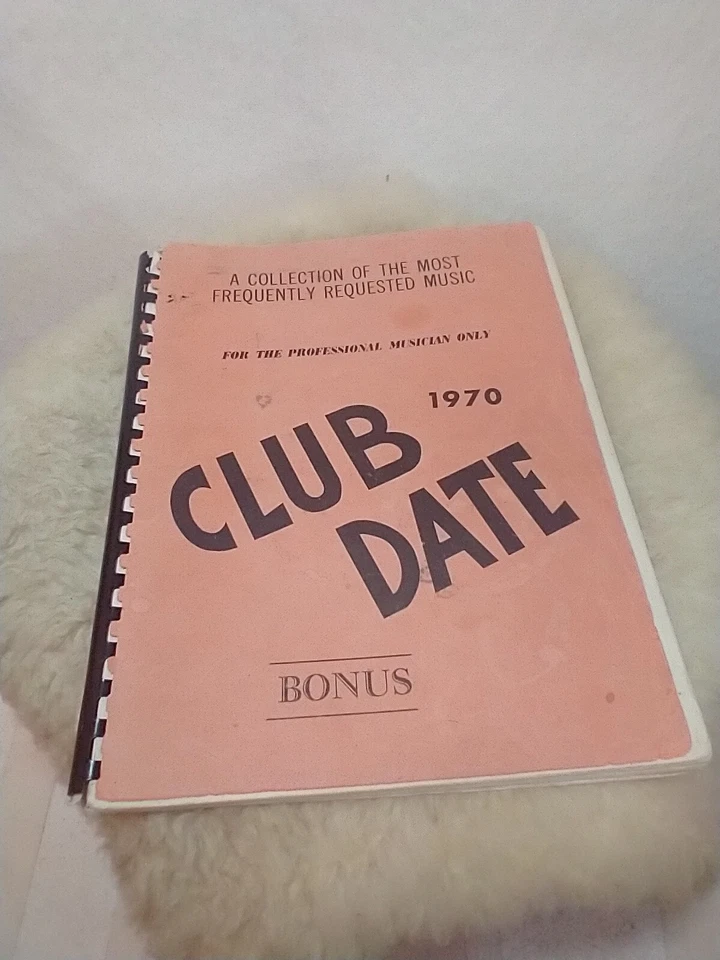 A COLLECTION OF THE MOST
FREQUENTLY REQUESTED MUSIC
FOR THE PROFESSIONAL MUSICIAN ONLY
1970
CLUB
DATE
BONUS